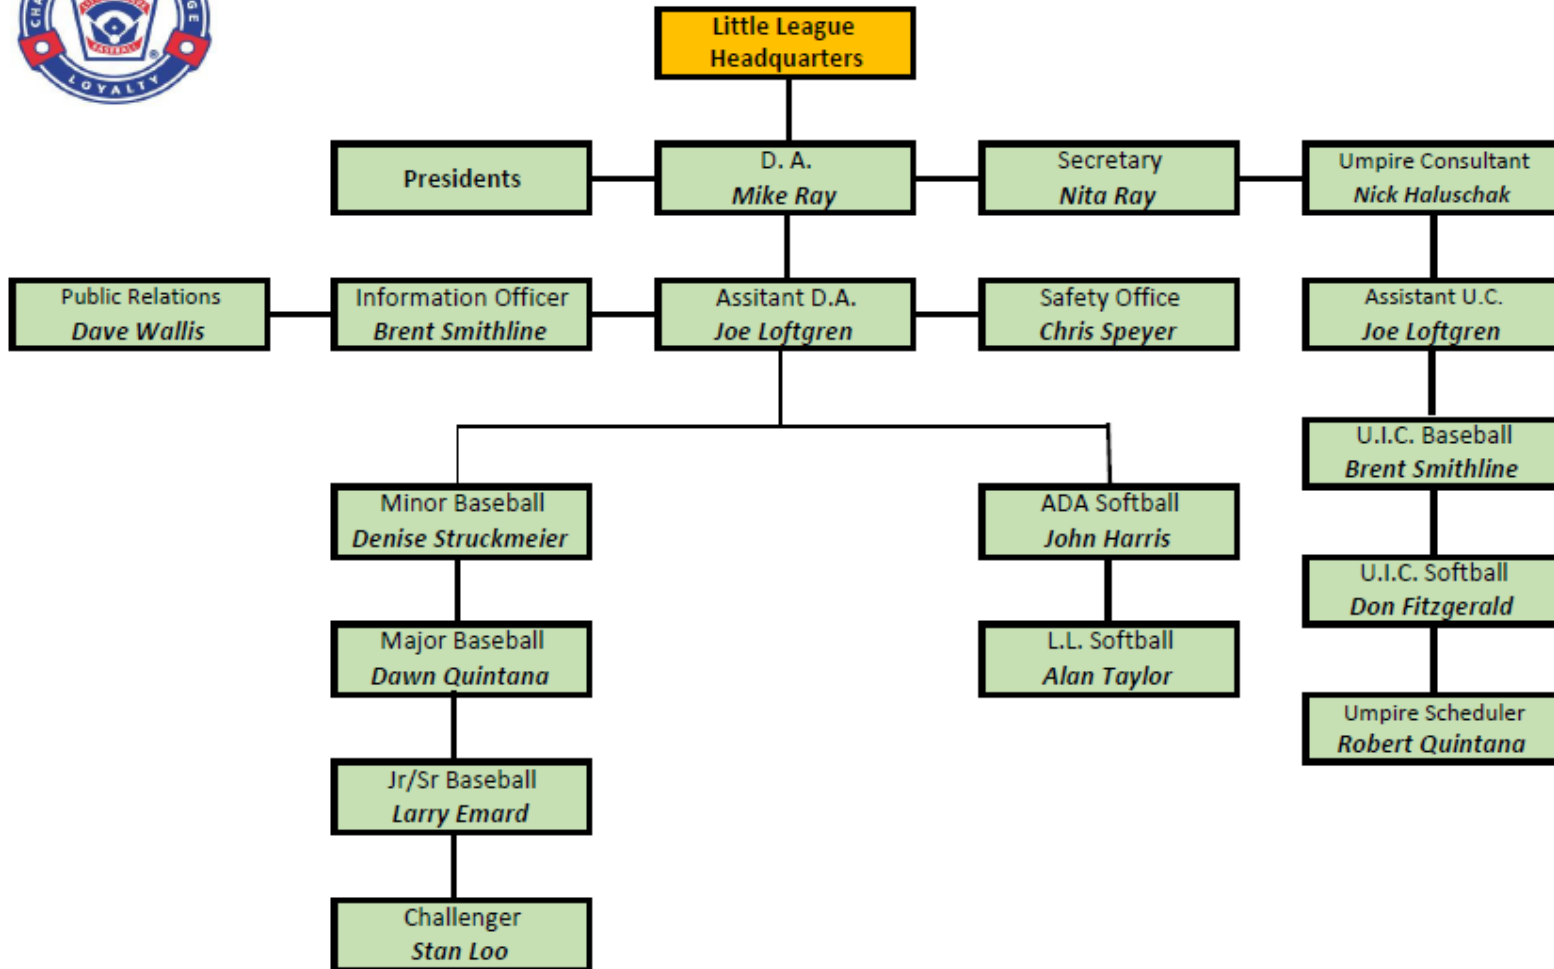 CHA
GE
BASEBALL
®
LOYALTY
Little League
Headquarters
Presidents
D. A.
Mike Ray
Secretary
Nita Ray
Umpire Consultant
Nick Haluschak
Public Relations
Dave Wallis
Information Officer
Brent Smithline
Assitant D.A.
Joe Loftgren
Safety Office
Chris Speyer
Assistant U.C.
Joe Loftgren
U.I.C. Baseball
Brent Smithline
Minor Baseball
Denise Struckmeier
ADA Softball
John Harris
U.I.C. Softball
Don Fitzgerald
Major Baseball
Dawn Quintana
L.L. Softball
Alan Taylor
Umpire Scheduler
Robert Quintana
Jr/Sr Baseball
Larry Emard
Challenger
Stan Loo